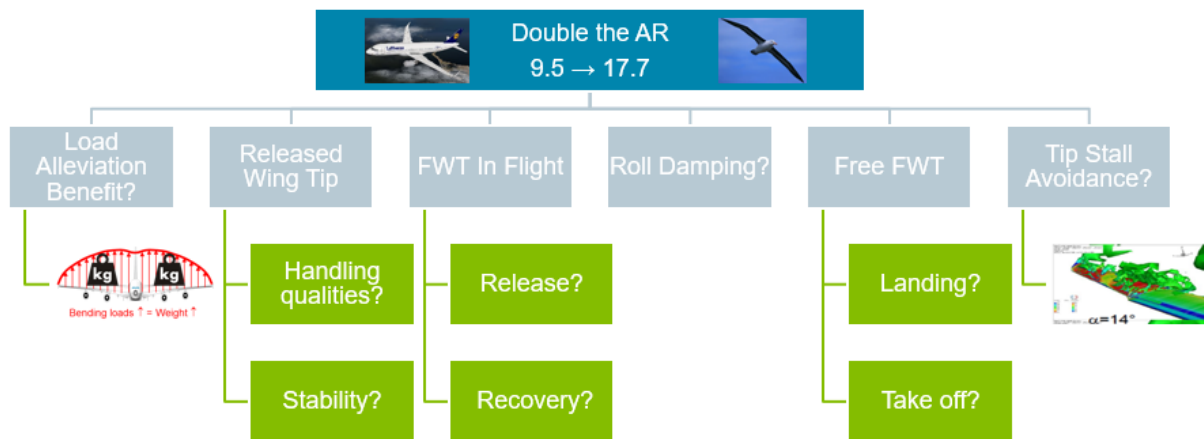 Double the AR
9.5 → 17.7
Load
Alleviation
Benefit?
Released
Wing Tip
FWT In Flight
Roll Damping?
Free FWT
Tip Stall
Avoidance?
kg
kg
Bending loads ↑ = Weight ↑
Handling
qualities?
Release?
Landing?
α=14°
Stability?
Recovery?
Take off?